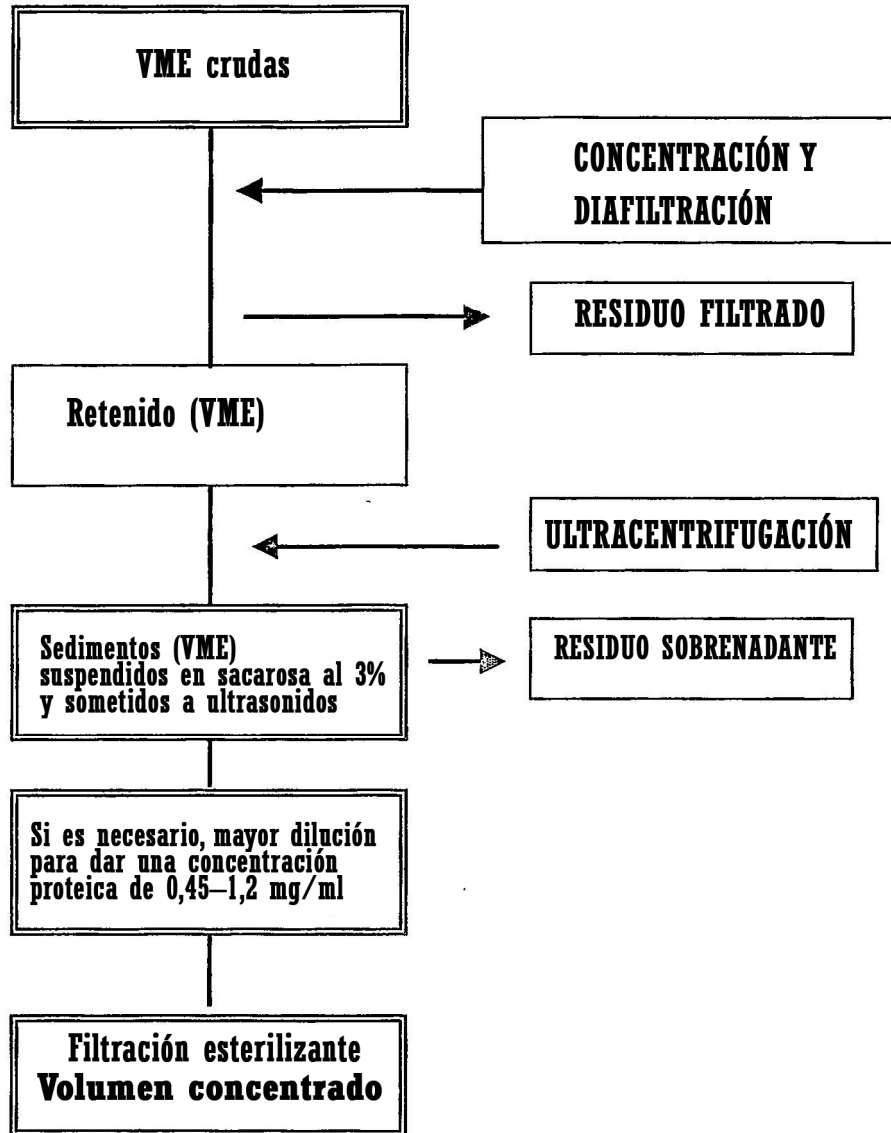 VME crudas
CONCENTRACIÓN Y
DIAFILTRACIÓN
RESIDUO FILTRADO
Retenido (VME)
ULTRACENTRIFUGACIÓN
Sedimentos (VME)
suspendidos en sacarosa al 3%
y sometidos a ultrasonidos
RESIDUO SOBRENADANTE
Si es necesario, mayor dilución
para dar una concentración
proteica de 0,45–1,2 mg/ml
Filtración esterilizante
Volumen concentrado